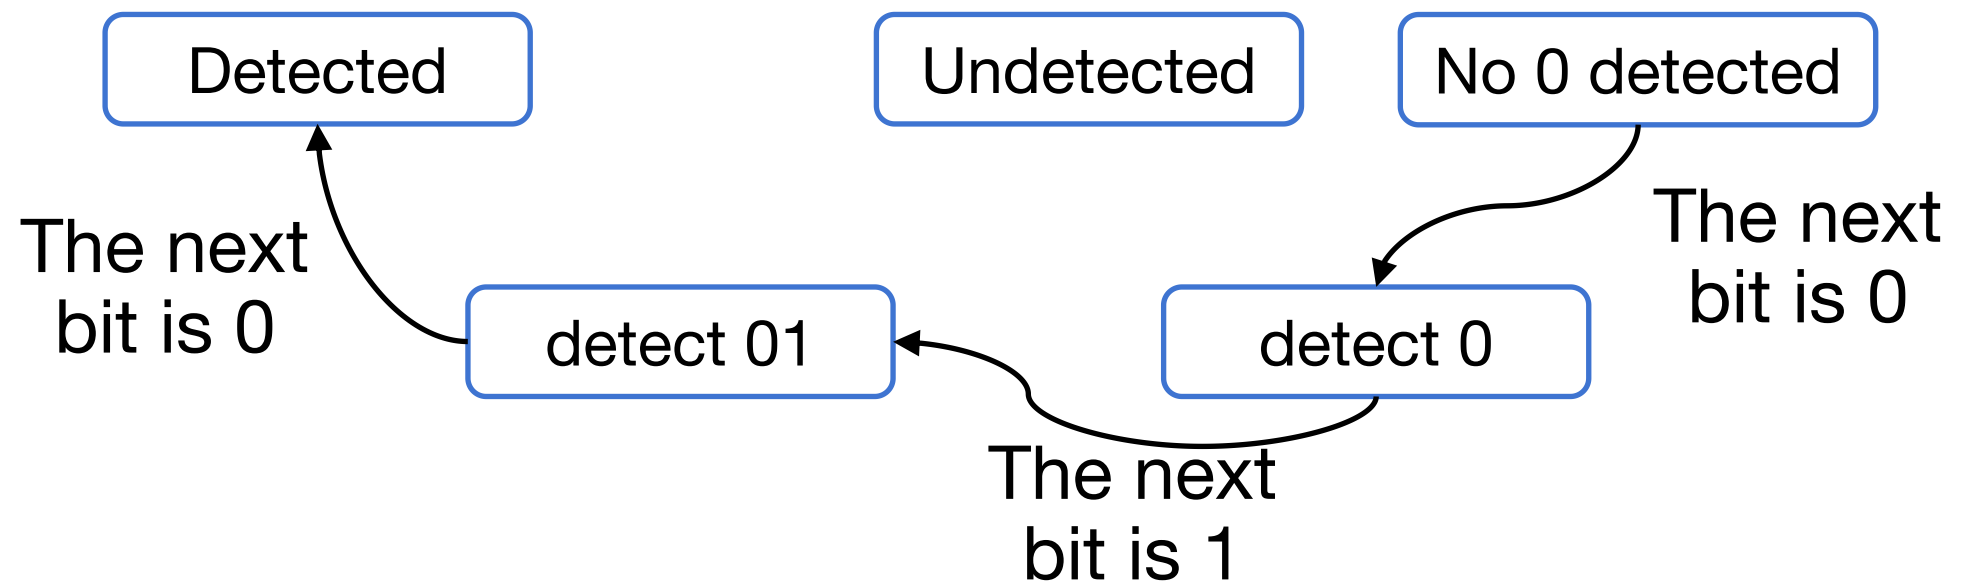 Detected
Undetected
No 0 detected
The next
bit is 0
The next
bit is 0
detect 01
detect 0
The next
bit is 1